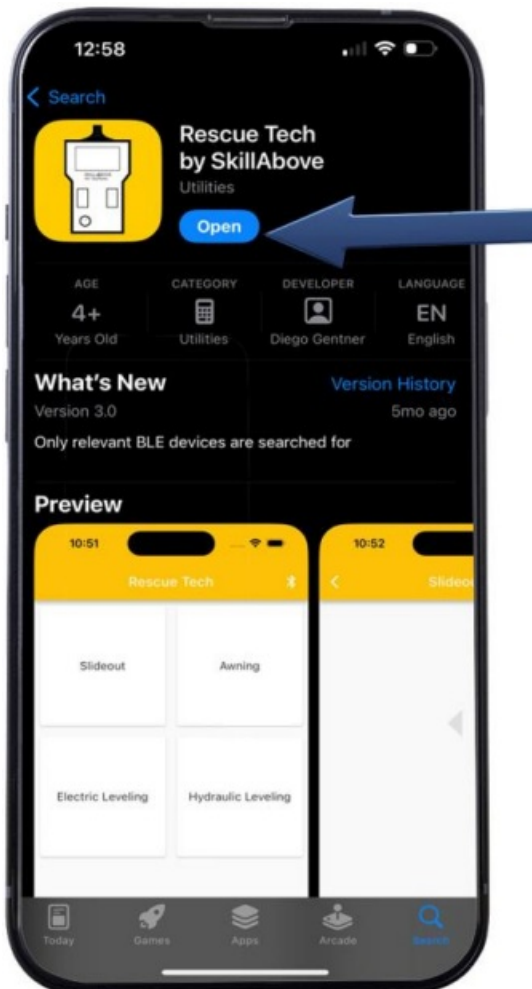 12:58
Search
Rescue Tech
by SkillAbove
Utilities
Open
AGE
4+
Years Old
CATEGORY
Utilities
DEVELOPER
Diego Gentner
LANGUAGE
EN
English
What's New
Version History
Version 3.0
5mo ago
Only relevant BLE devices are searched for
Preview
10:51
Rescue Tech
Slideout
Awning
Electric Leveling
Hydraulic Leveling
10:52
Today
Games
Apps
Arcade
Search